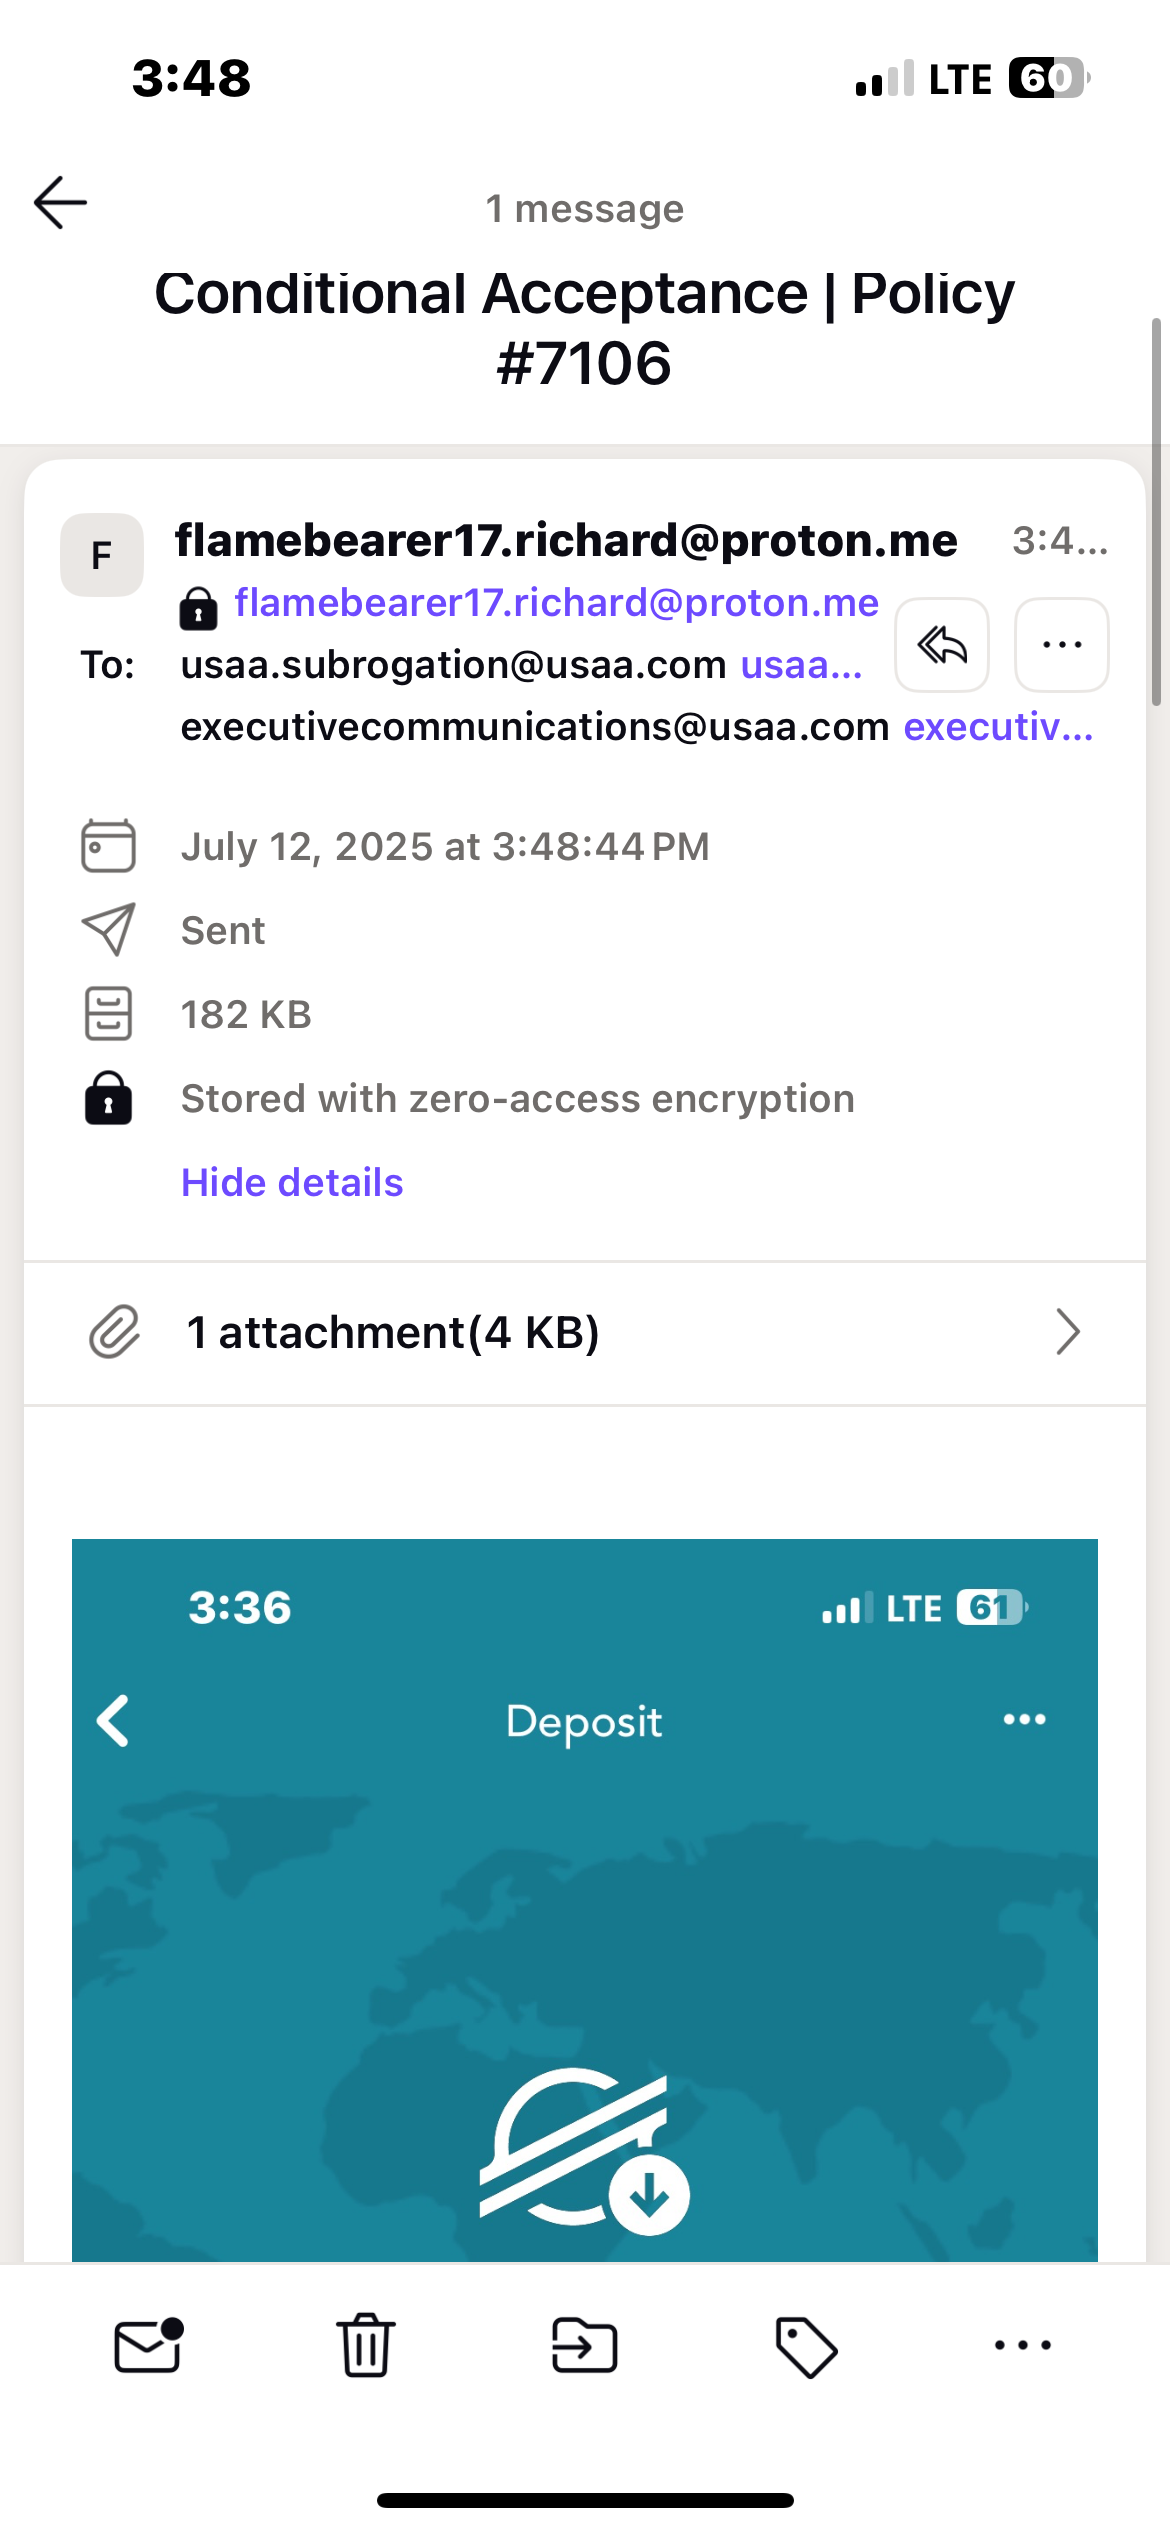 3:48
LTE 60
1 message
Conditional Acceptance | Policy
#7106
F
flamebearer17.richard@proton.me 3:4...
flamebearer17.richard@proton.me
To: usaa.subrogation@usaa.com usaa...
executivecommunications@usaa.com executiv...
July 12, 2025 at 3:48:44 PM
Sent
182 KB
Stored with zero-access encryption
Hide details
1 attachment(4 KB)
3:36
LTE 61
Deposit